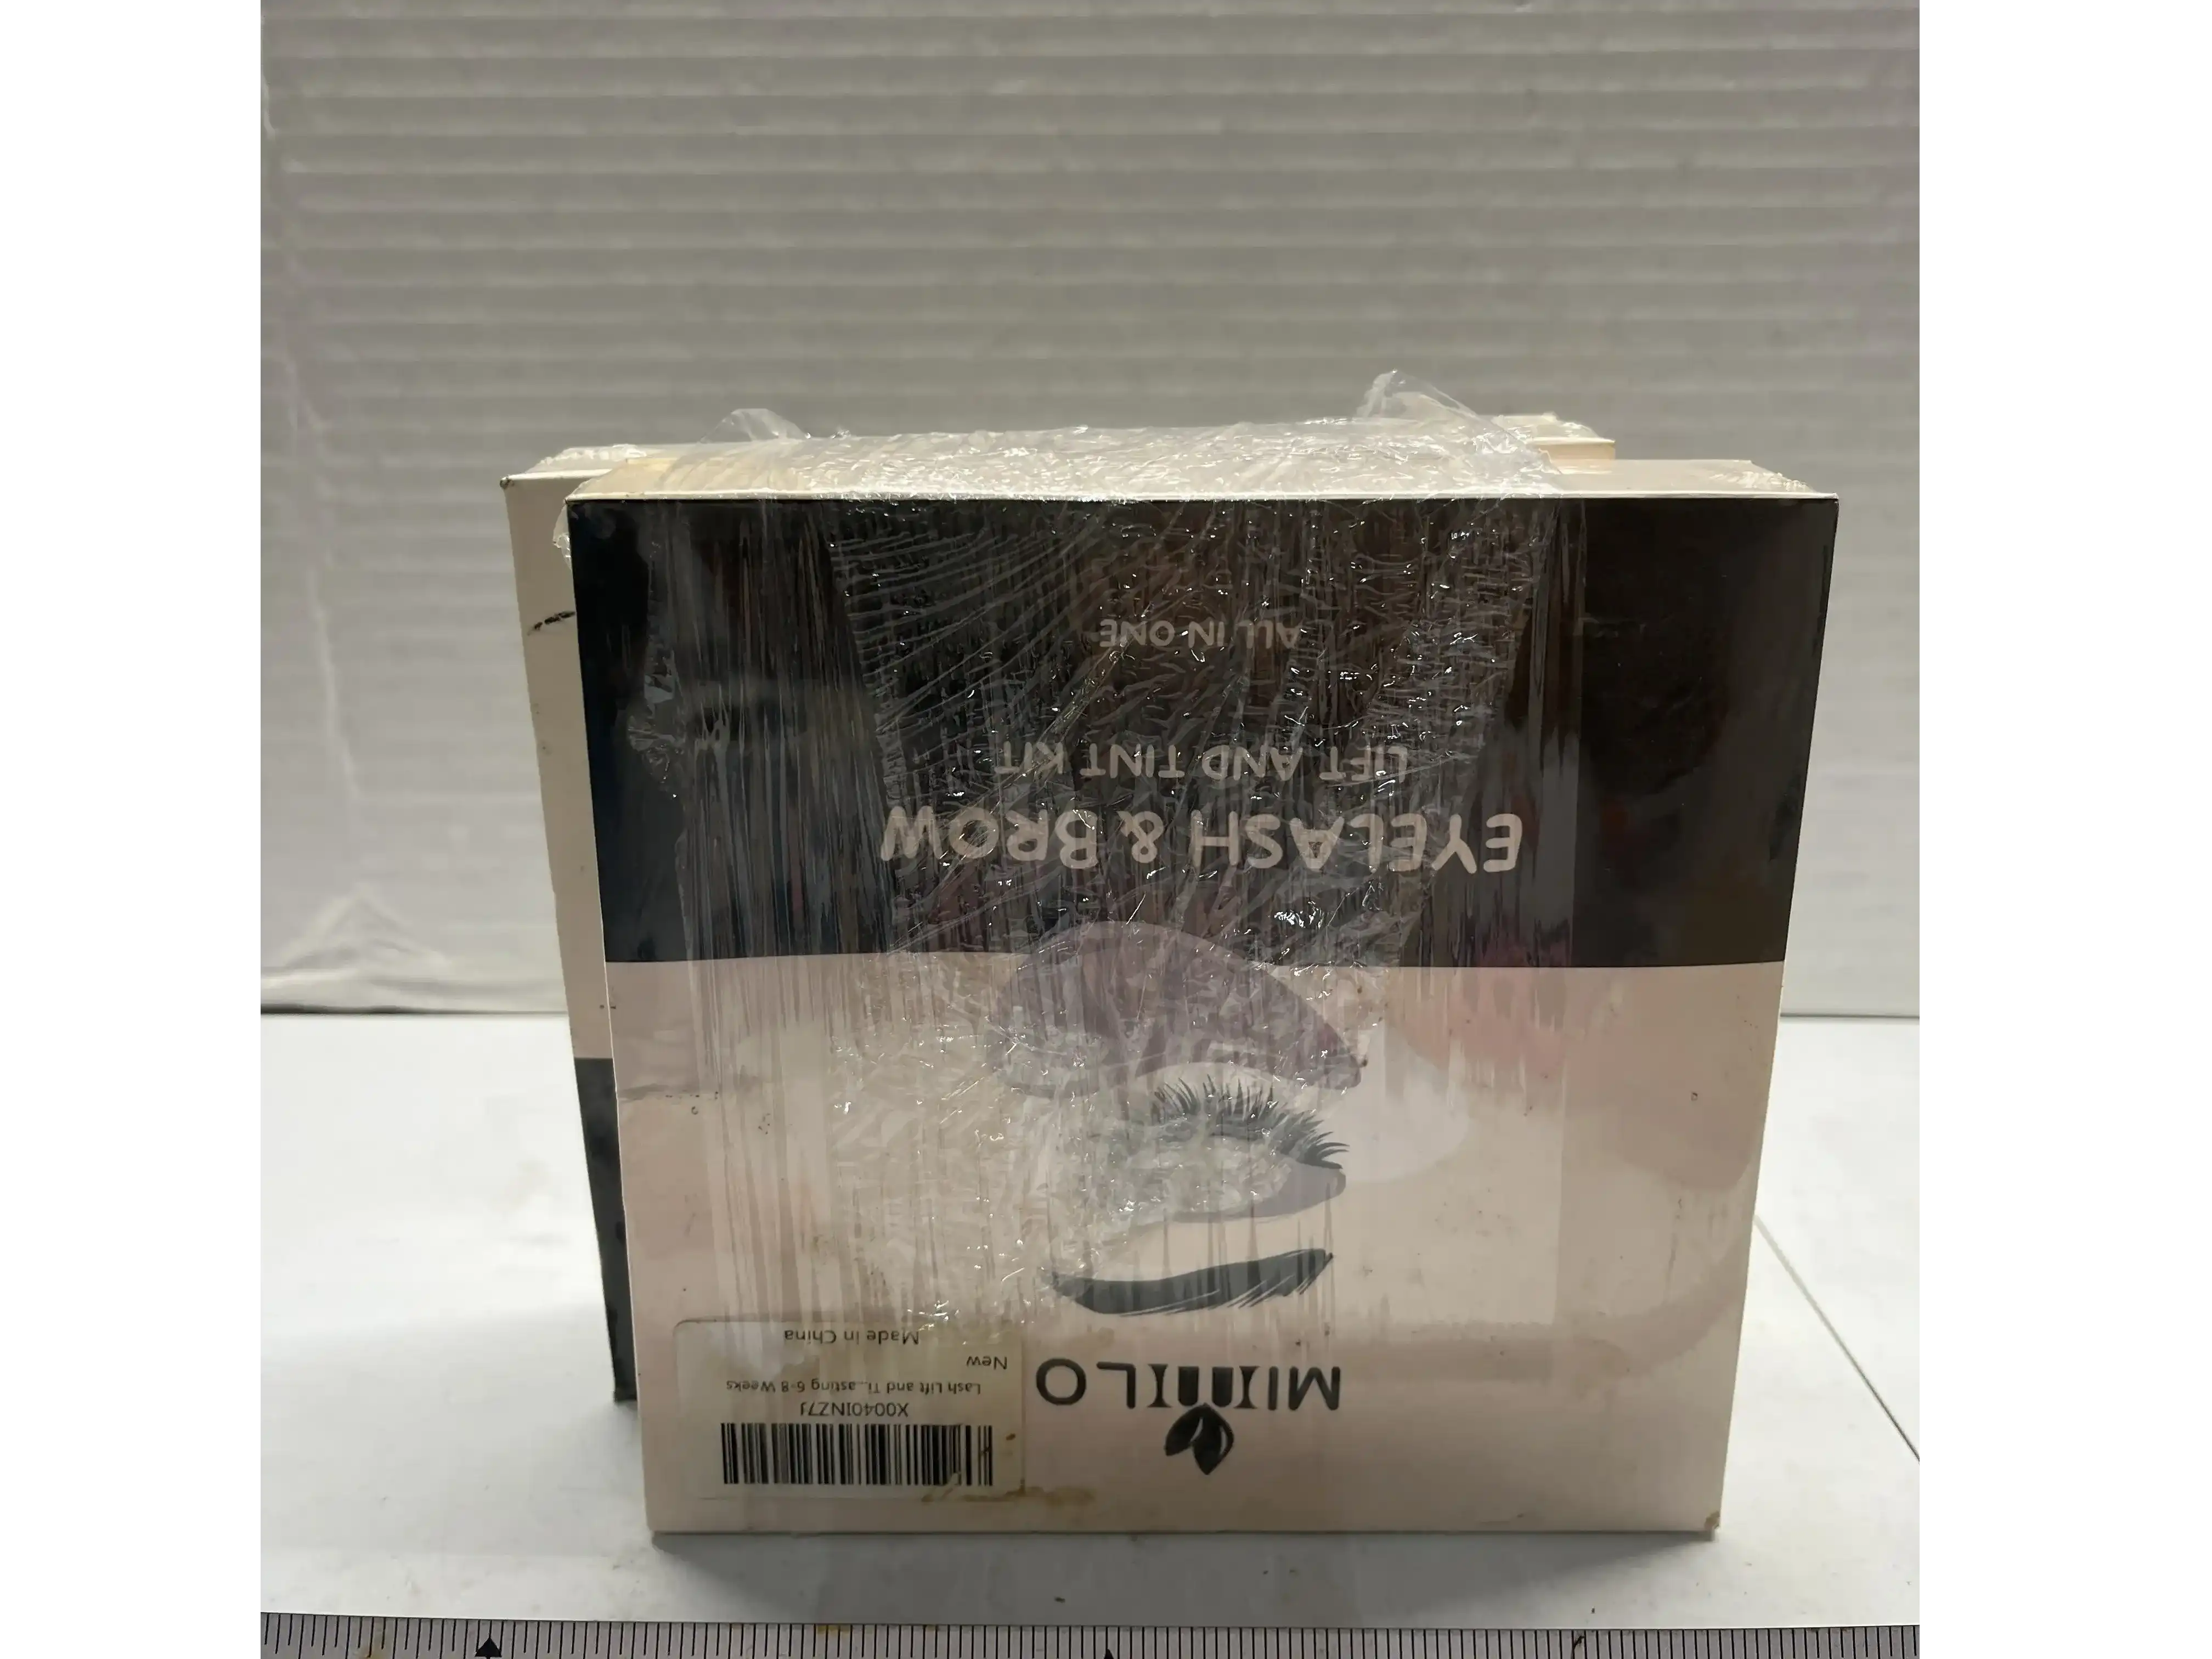 MIIILO
EYELASH & BROW
LIFT AND TINT KIT
ALL IN ONE
X0040INZ7J
Lash Lift and Ti...asting 6-8 Weeks
New
Made in China